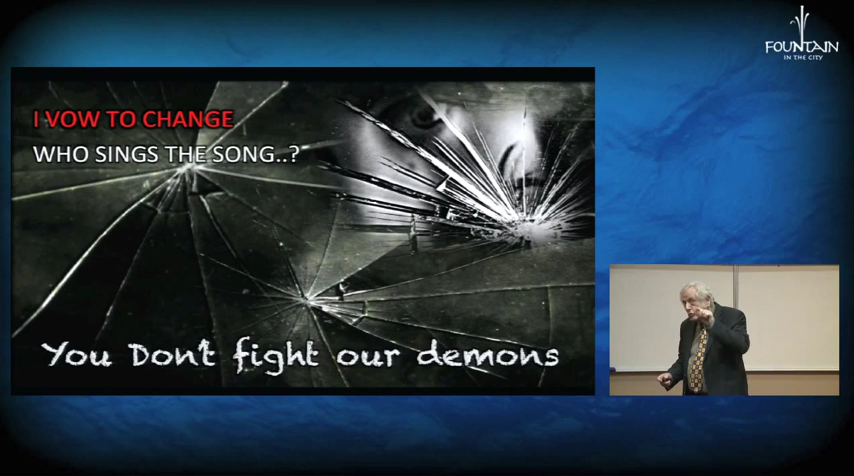 FOUNTAIN
IN THE CITY
I VOW TO CHANGE
WHO SINGS THE SONG..?
You Don't fight our demons